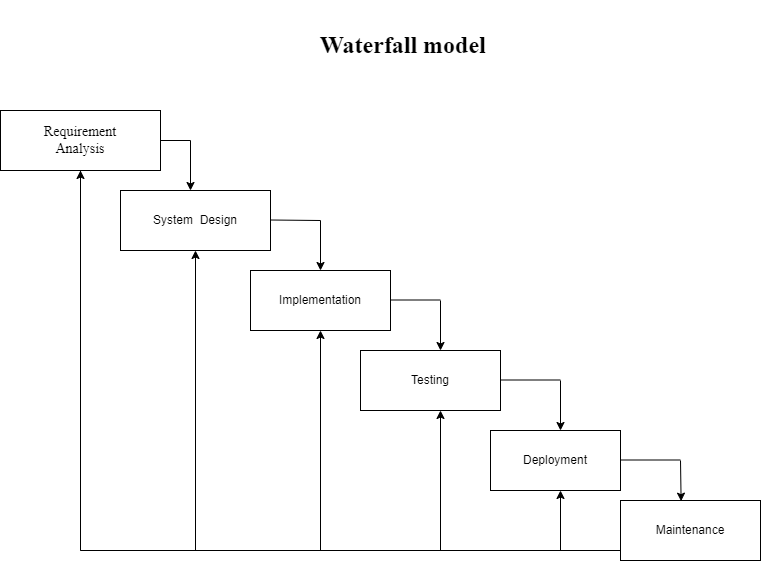 Waterfall model
Requirement
Analysis
System Design
Implementation
Testing
Deployment
Maintenance